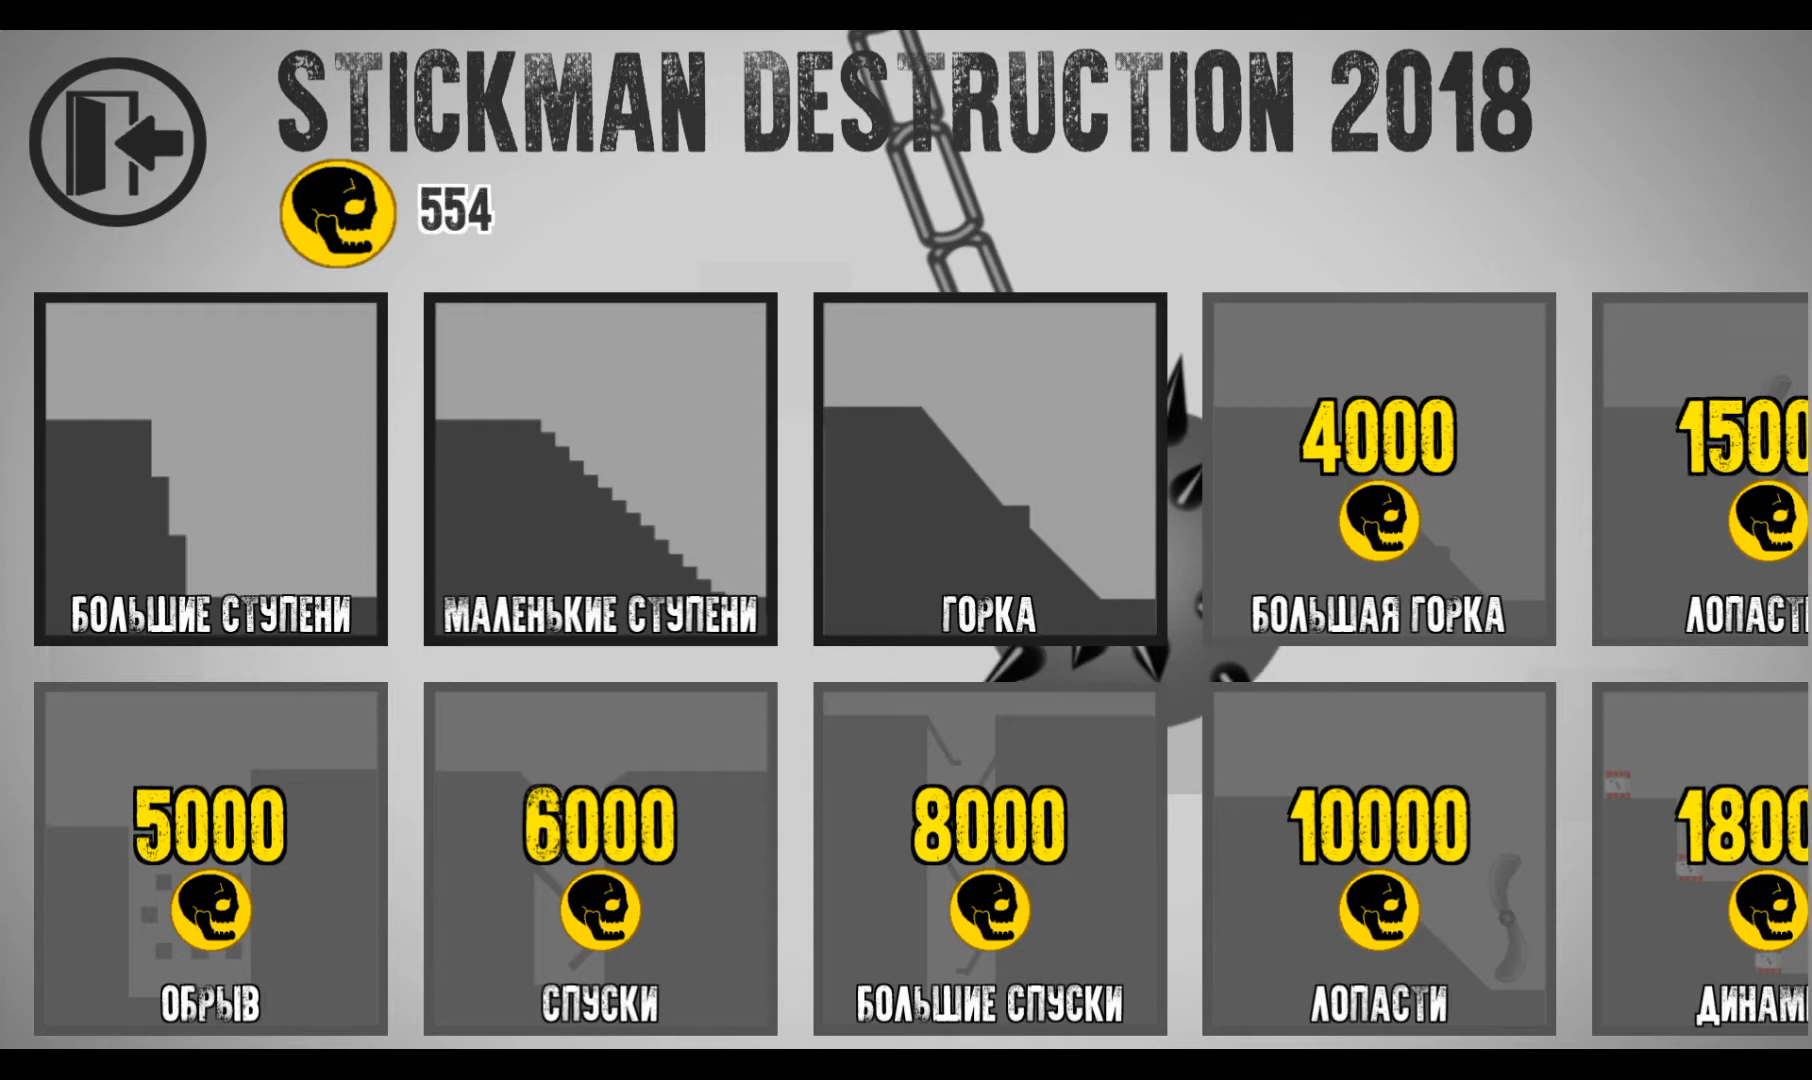 STICKMAN DESTRUCTION 2018
554
4000
БОЛЬШИЕ СТУПЕНИ
МАЛЕНЬКИЕ СТУПЕНИ
ГОРКА
БОЛЬШАЯ ГОРКА
5000
6000
8000
10000
ОБРЫВ
СПУСКИ
БОЛЬШИЕ СПУСКИ
ЛОПАСТИ